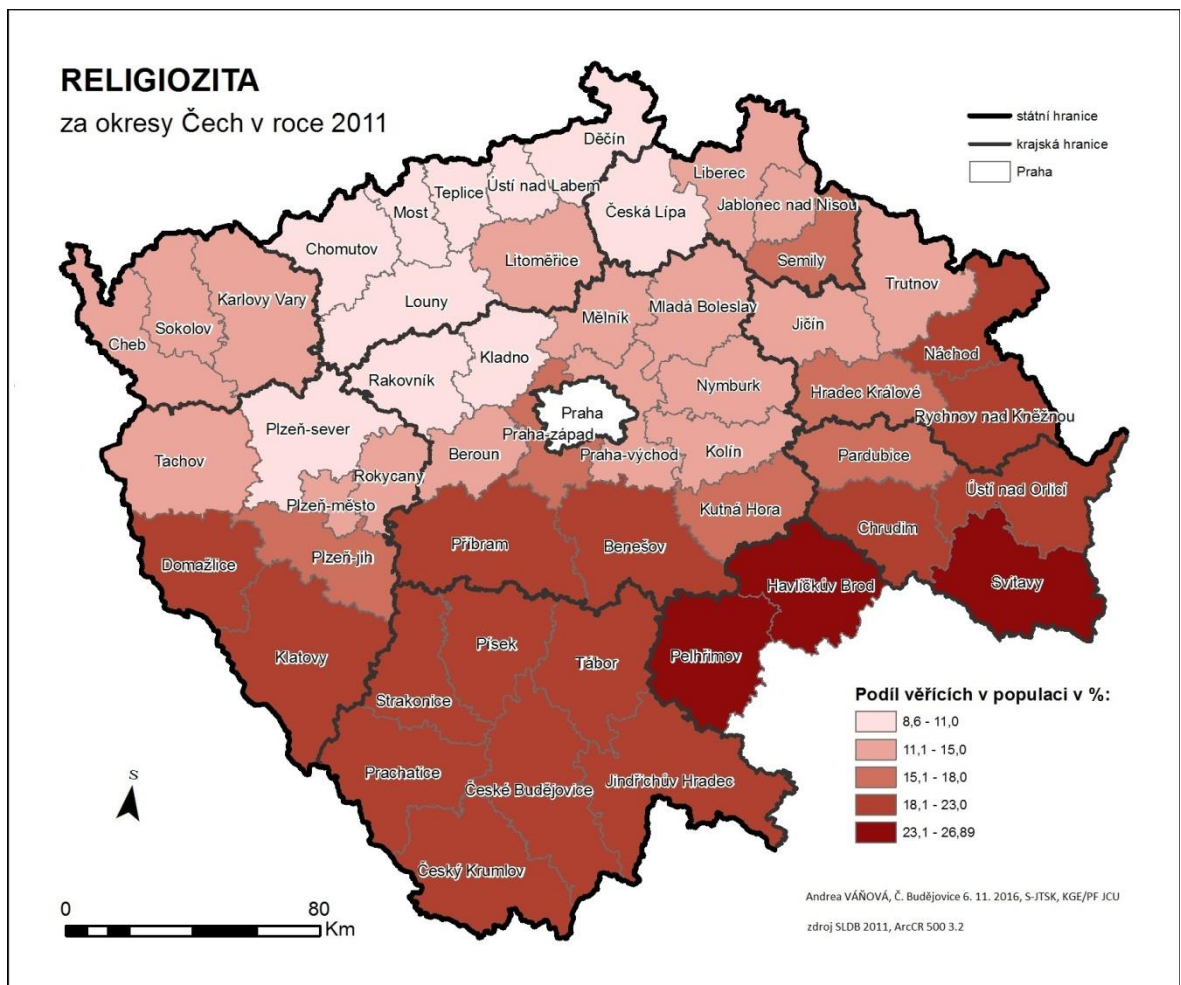 RELIGIOZITA
za okresy Čech v roce 2011
státní hranice
krajská hranice
Praha
Děčín
Ústí nad Labem
Teplice
Most
Chomutov
Česká Lípa
Liberec
Jablonec nad Nisou
Semily
Litoměřice
Louny
Karlovy Vary
Sokolov
Cheb
Trutnov
Mladá Boleslav
Mělník
Jičín
Kladno
Rakovník
Náchod
Nymburk
Hradec Králové
Rychnov nad Kněžnou
Praha
Plzeň-sever
Praha-západ
Praha-východ
Kolín
Beroun
Tachov
Rokycany
Pardubice
Ústí nad Orlicí
Plzeň-město
Kutná Hora
Chrudim
Plzeň-jih
Příbram
Benešov
Domažlice
Havlíčkův Brod
Svitavy
Klatovy
Písek
Tábor
Pelhřimov
Strakonice
Prachatice
České Budějovice
Jindřichův Hradec
Český Krumlov
Podíl věřících v populaci v %:
8,6 - 11,0
11,1 - 15,0
15,1 - 18,0
18,1 - 23,0
23,1 - 26,89
S
0
80
Km
Andrea VÁŇOVÁ, Č. Budějovice 6. 11. 2016, S-JTSK, KGE/PF JCU
zdroj SLDB 2011, ArcCR 500 3.2